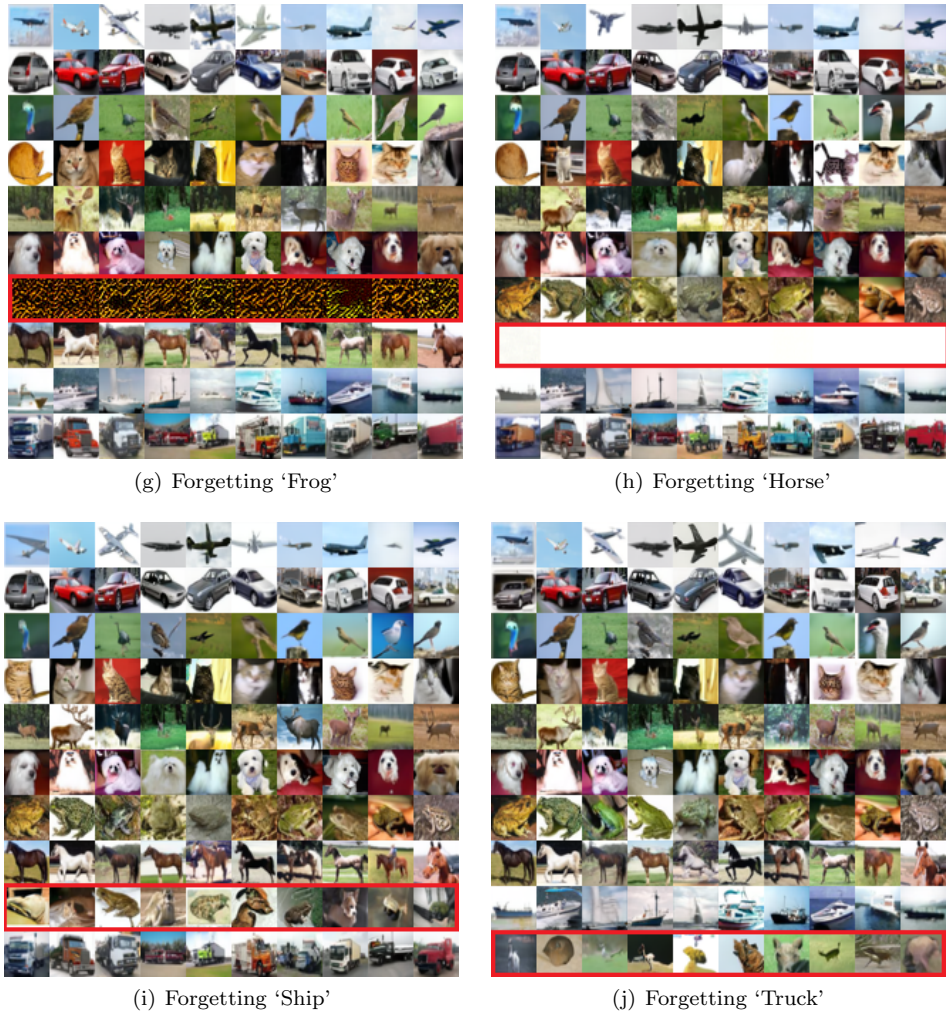 (g) Forgetting ‘Frog’
(h) Forgetting ‘Horse’
(i) Forgetting ‘Ship’
(j) Forgetting ‘Truck’